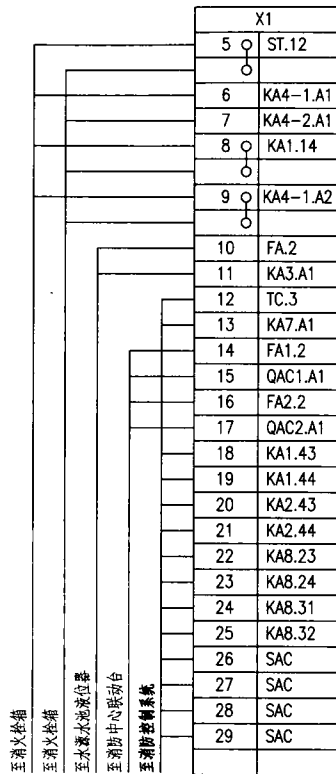 X1
5 ST.12
6 KA4-1.A1
7 KA4-2.A1
8 KA1.14
9 KA4-1.A2
10 FA.2
11 KA3.A1
12 TC.3
13 KA7.A1
14 FA1.2
15 QAC1.A1
16 FA2.2
17 QAC2.A1
18 KA1.43
19 KA1.44
20 KA2.43
21 KA2.44
22 KA8.23
23 KA8.24
24 KA8.31
25 KA8.32
26 SAC
27 SAC
28 SAC
29 SAC
至消火栓箱
至消火栓箱
至水源水池液位器
至消防中心联动台
至消防控制系统